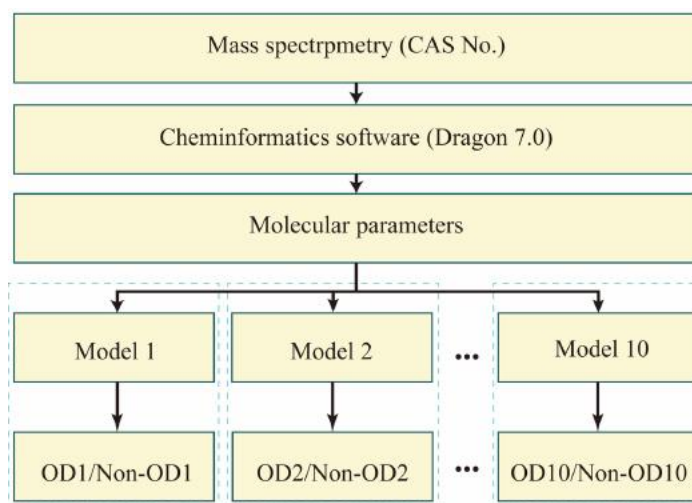 Mass spectrpmetry (CAS No.)
Cheminformatics software (Dragon 7.0)
Molecular parameters
Model 1
Model 2
...
Model 10
OD1/Non-OD1
OD2/Non-OD2
...
OD10/Non-OD10